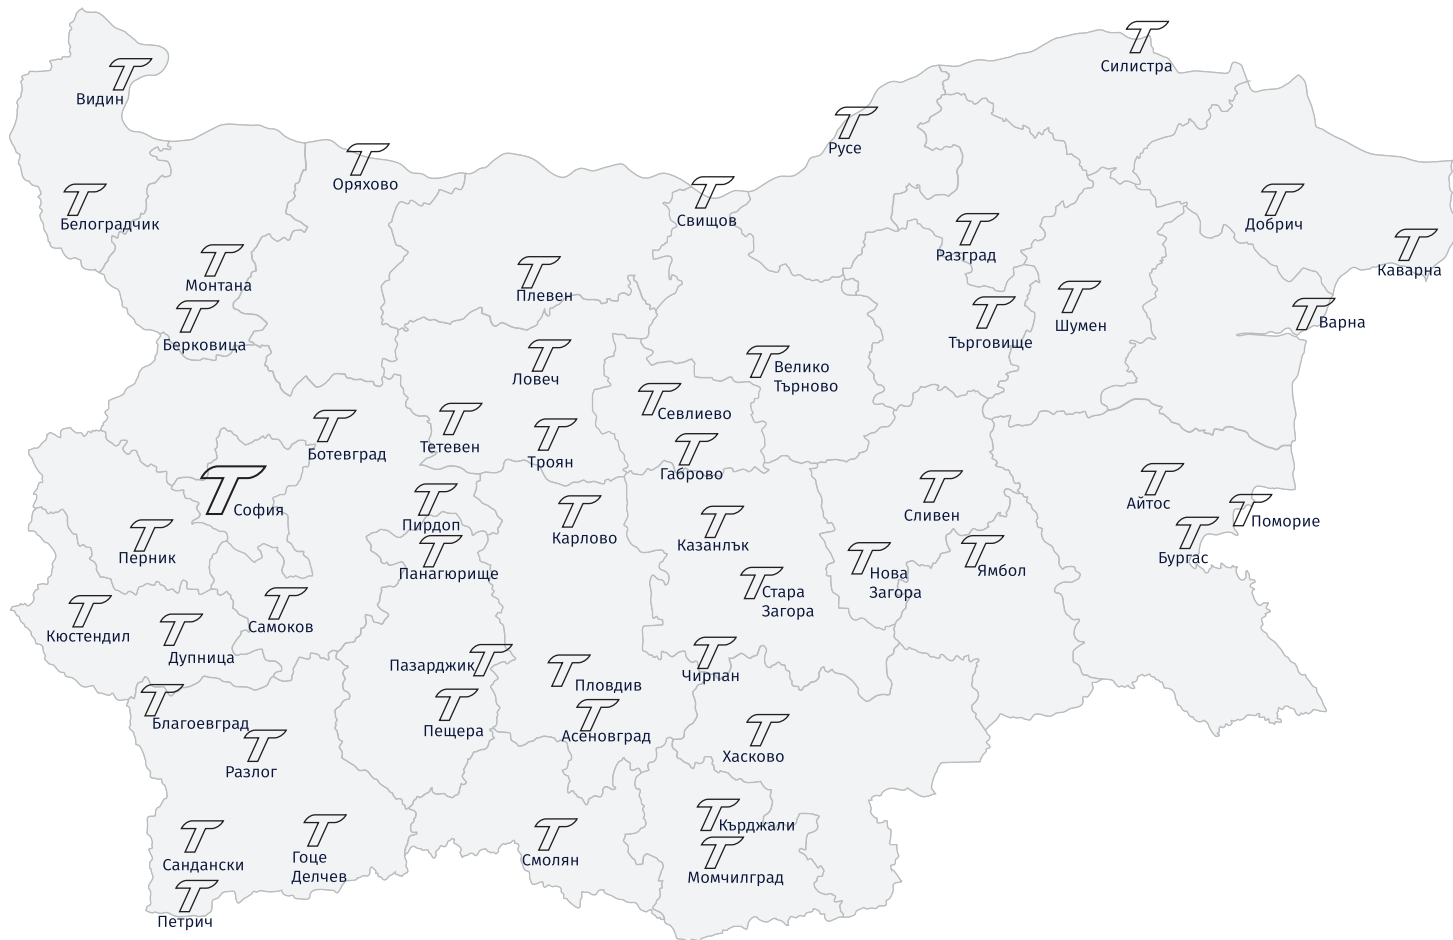 Силистра
Видин
Русе
Оряхово
Свищов
Белоградчик
Добрич
Разград
Каварна
Монтана
Плевен
Търговище
Шумен
Варна
Берковица
Ловеч
Велико
Търново
Севлиево
Ботевград
Тетевен
Троян
Габрово
София
Пирдоп
Карлово
Казанлък
Сливен
Айтос
Поморие
Перник
Панагюрище
Нова
Загора
Ямбол
Бургас
Стара
Загора
Кюстендил
Дупница
Самоков
Пазарджик
Пловдив
Чирпан
Благоевград
Пещера
Асеновград
Разлог
Хасково
Кърджали
Сандански
Гоце
Делчев
Смолян
Момчилград
Петрич